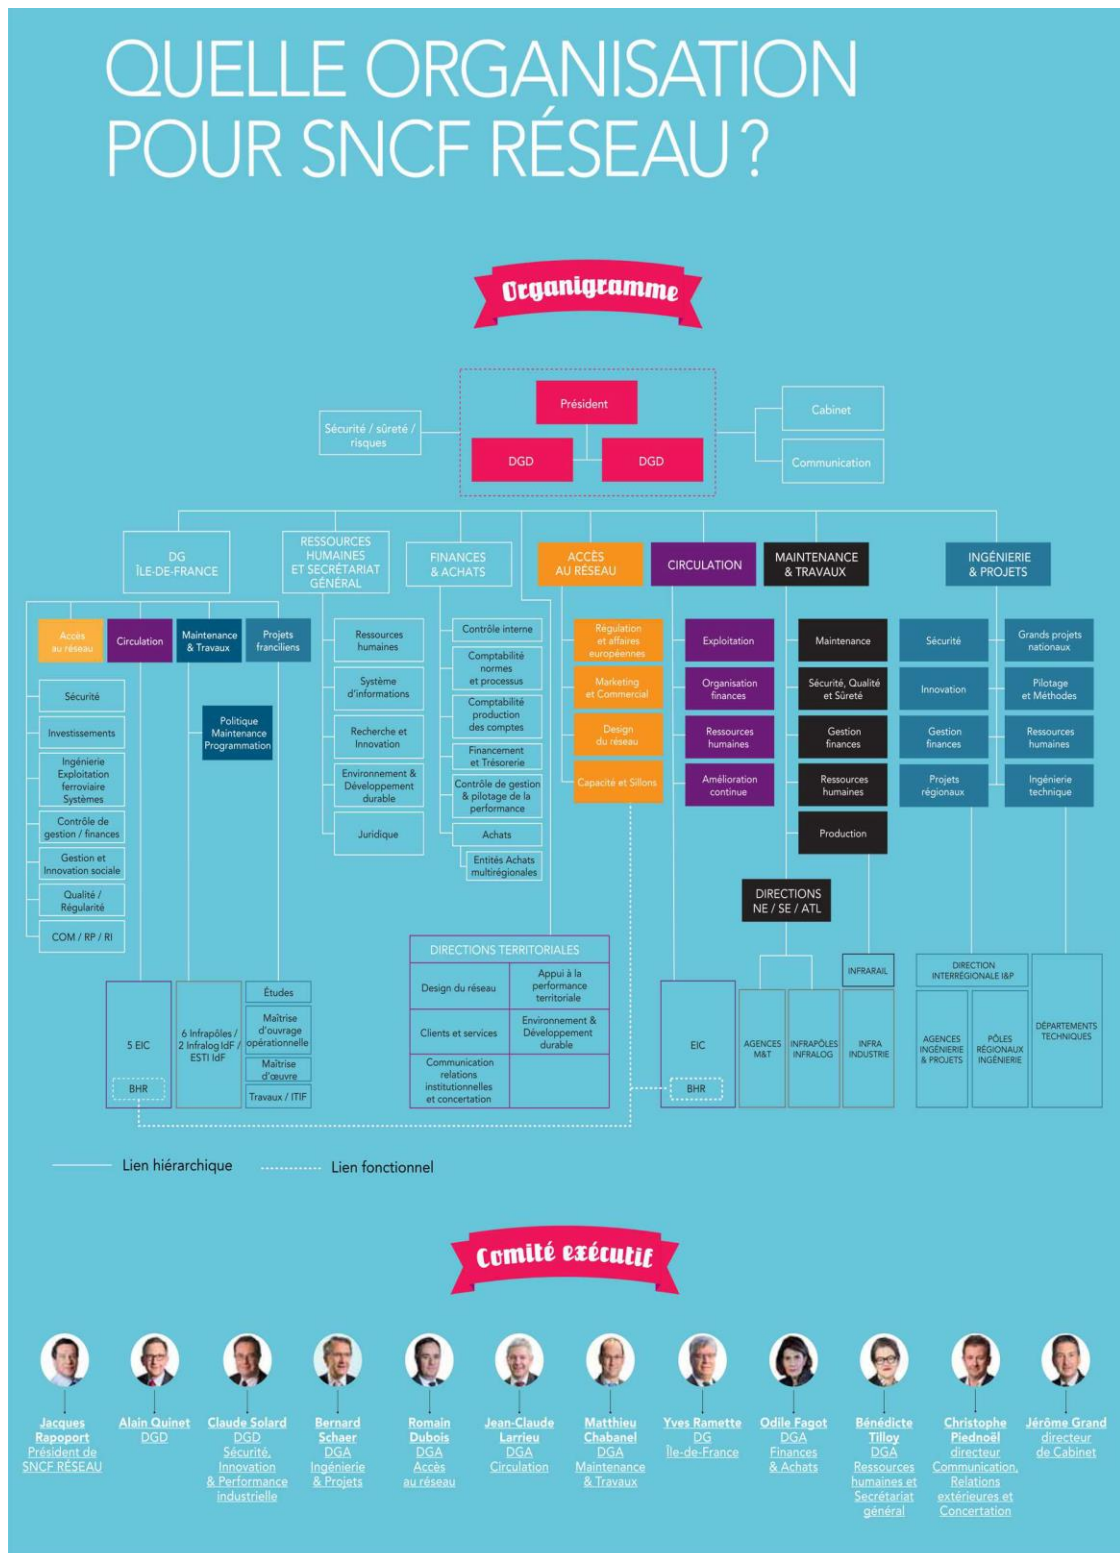 QUELLE ORGANISATION
POUR SNCF RÉSEAU ?
Organigramme
Président
DGD
DGD
Sécurité / sûreté /
risques
Cabinet
Communication
DG
ÎLE-DE-FRANCE
RESSOURCES
HUMAINES
ET SECRÉTARIAT
GÉNÉRAL
FINANCES
& ACHATS
ACCÈS
AU RÉSEAU
CIRCULATION
MAINTENANCE
& TRAVAUX
INGÉNIERIE
& PROJETS
Accès
au réseau
Circulation
Maintenance
& Travaux
Projets
franciliens
Sécurité
Investissements
Ingénierie
Exploitation
ferroviaire
Systèmes
Contrôle de
gestion / finances
Gestion et
Innovation sociale
Qualité /
Régularité
COM / RP / RI
Politique
Maintenance
Programmation
Ressources
humaines
Système
d'informations
Recherche et
Innovation
Environnement &
Développement
durable
Juridique
Contrôle interne
Comptabilité
normes
et processus
Comptabilité
production
des comptes
Financement
et Trésorerie
Contrôle de gestion
& pilotage de la
performance
Achats
Entités Achats
multirégionales
Régulation
et affaires
européennes
Marketing
et Commercial
Design
du réseau
Capacité et Sillons
Exploitation
Organisation
finances
Ressources
humaines
Amélioration
continue
Maintenance
Sécurité, Qualité
et Sûreté
Gestion
finances
Ressources
humaines
Production
Sécurité
Innovation
Gestion
finances
Projets
régionaux
Grands projets
nationaux
Pilotage
et Méthodes
Ressources
humaines
Ingénierie
technique
DIRECTIONS
NE / SE / ATL
5 EIC
BHR
6 Infrapôles /
2 Infralog IdF /
ESTI IdF
Études
Maîtrise
d'ouvrage
opérationnelle
Maîtrise
d'œuvre
Travaux / ITIF
DIRECTIONS TERRITORIALES
Design du réseau
Appui à la
performance
territoriale
Clients et services
Environnement &
Développement
durable
Communication
relations
institutionnelles
et concertation
EIC
BHR
AGENCES
M&T
INFRAPÔLES
INFRALOG
INFRARAIL
INFRA
INDUSTRIE
DIRECTION
INTERRÉGIONALE I&P
AGENCES
INGÉNIERIE
& PROJETS
PÔLES
RÉGIONAUX
INGÉNIERIE
DÉPARTEMENTS
TECHNIQUES
Lien hiérarchique
Lien fonctionnel
Comité exécutif
Jacques
Rapoport
Président de
SNCF RÉSEAU
Alain Quinet
DGD
Claude Solard
DGD
Sécurité,
Innovation
& Performance
industrielle
Bernard
Schaer
DGA
Ingénierie
& Projets
Romain
Dubois
DGA
Accès
au réseau
Jean-Claude
Larrieu
DGA
Circulation
Matthieu
Chabanel
DGA
Maintenance
& Travaux
Yves Ramette
DG
Île-de-France
Odile Fagot
DGA
Finances
& Achats
Bénédicte
Tilloy
DGA
Ressources
humaines et
Secrétariat
général
Christophe
Piednoël
directeur
Communication,
Relations
extérieures et
Concertation
Jérôme Grand
directeur
de Cabinet